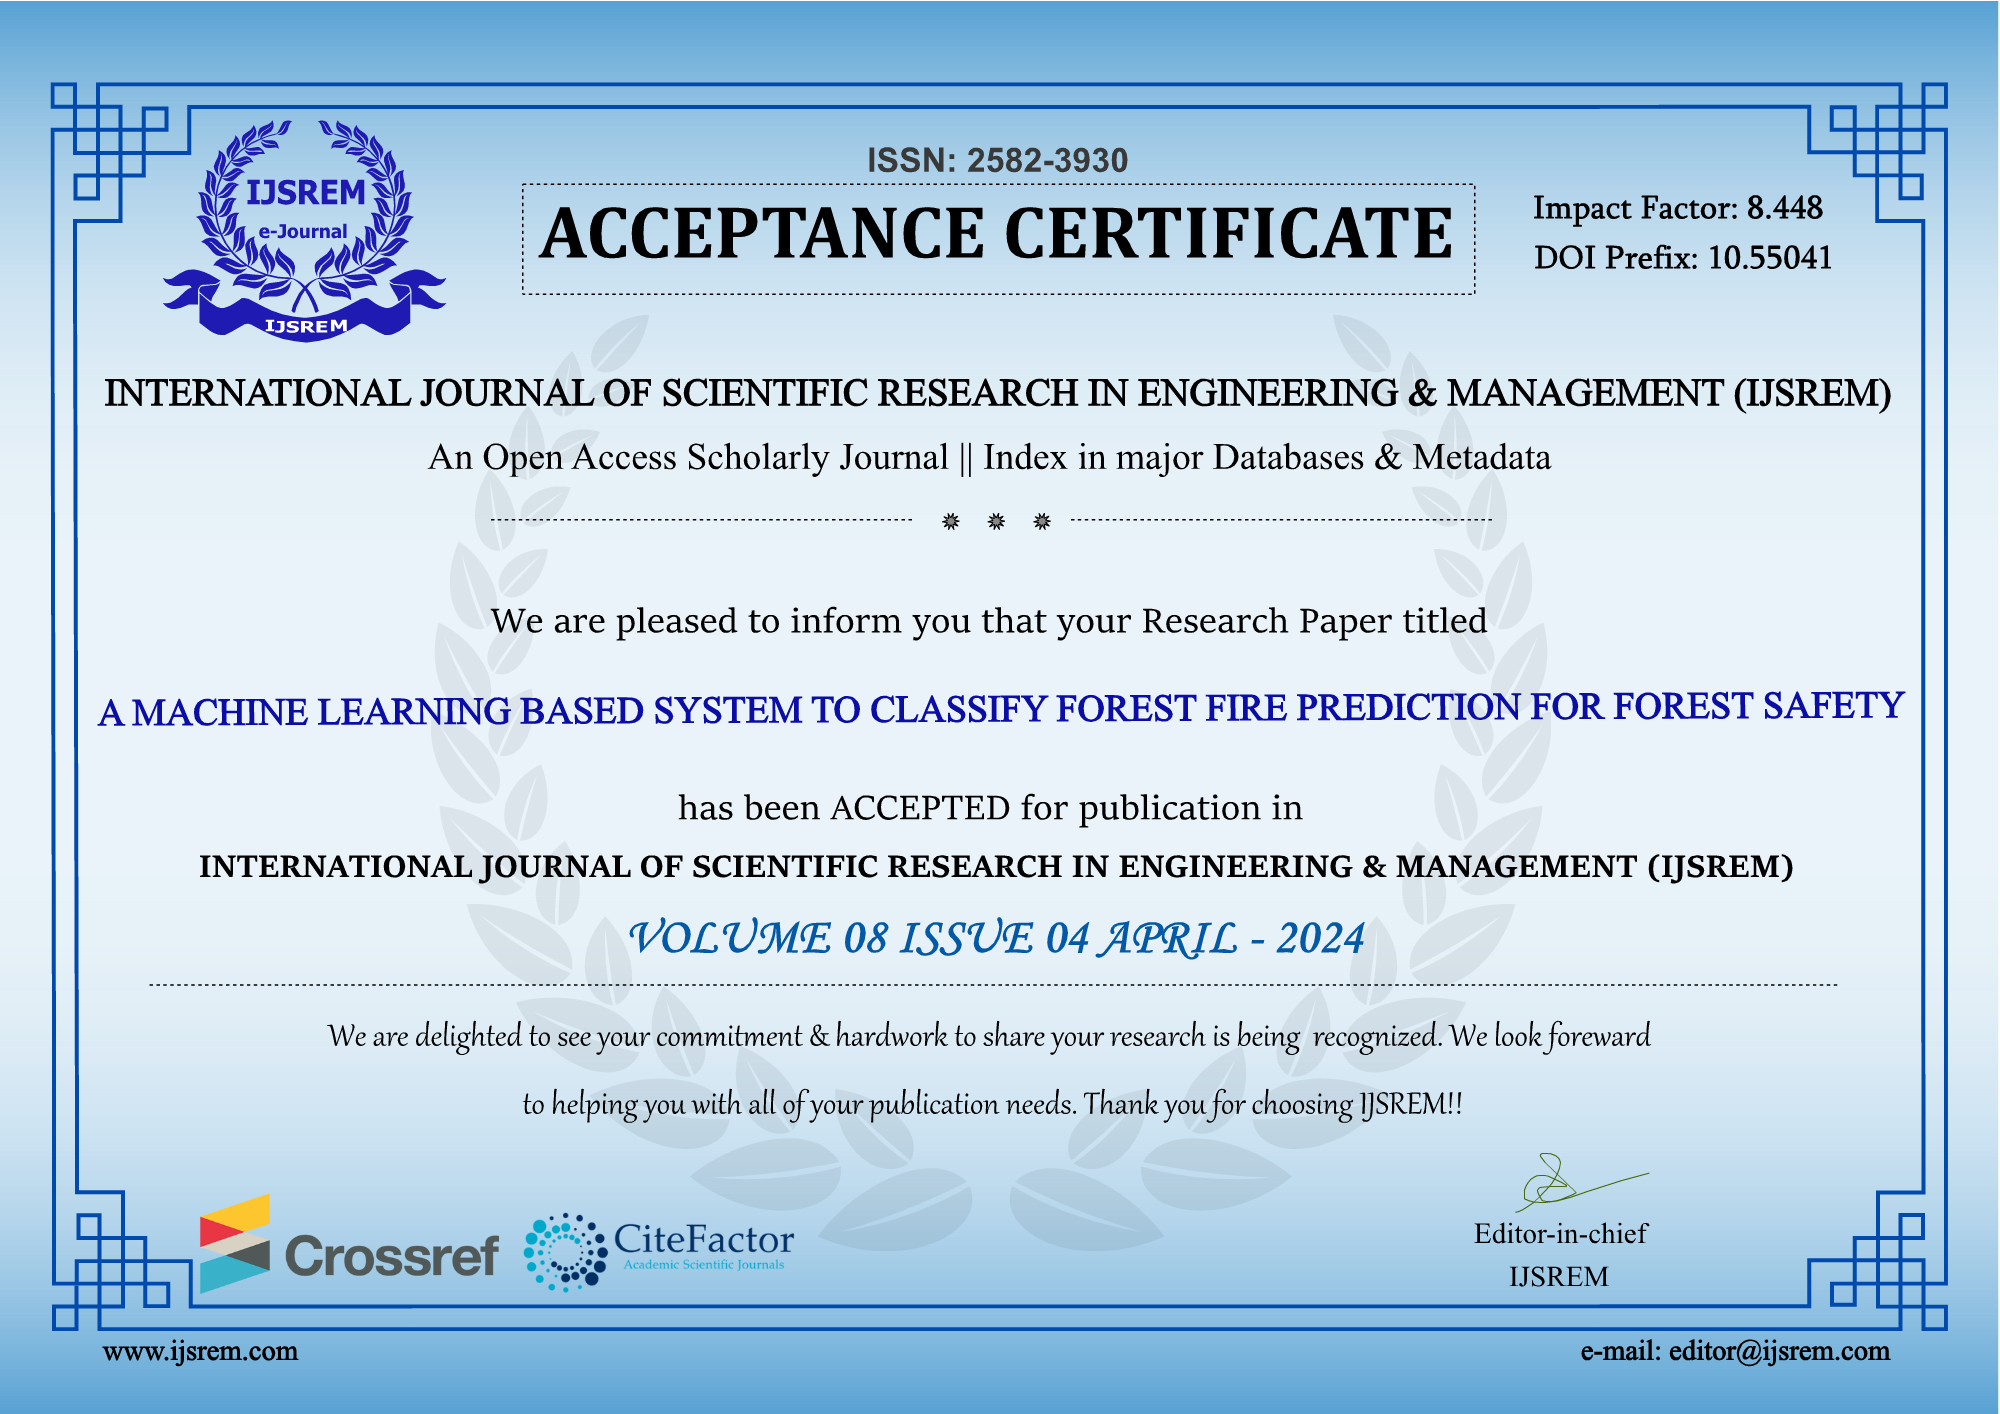 IJSREM
e-Journal
IJSREM
ISSN: 2582-3930
ACCEPTANCE CERTIFICATE
Impact Factor: 8.448
DOI Prefix: 10.55041
INTERNATIONAL JOURNAL OF SCIENTIFIC RESEARCH IN ENGINEERING & MANAGEMENT (IJSREM)
An Open Access Scholarly Journal || Index in major Databases & Metadata
We are pleased to inform you that your Research Paper titled
A MACHINE LEARNING BASED SYSTEM TO CLASSIFY FOREST FIRE PREDICTION FOR FOREST SAFETY
has been ACCEPTED for publication in
INTERNATIONAL JOURNAL OF SCIENTIFIC RESEARCH IN ENGINEERING & MANAGEMENT (IJSREM)
VOLUME 08 ISSUE 04 APRIL - 2024
We are delighted to see your commitment & hardwork to share your research is being recognized. We look foreward
to helping you with all of your publication needs. Thank you for choosing IJSREM!!
Crossref
CiteFactor
Academic Scientific Journals
Editor-in-chief
IJSREM
www.ijsrem.com
e-mail: editor@ijsrem.com